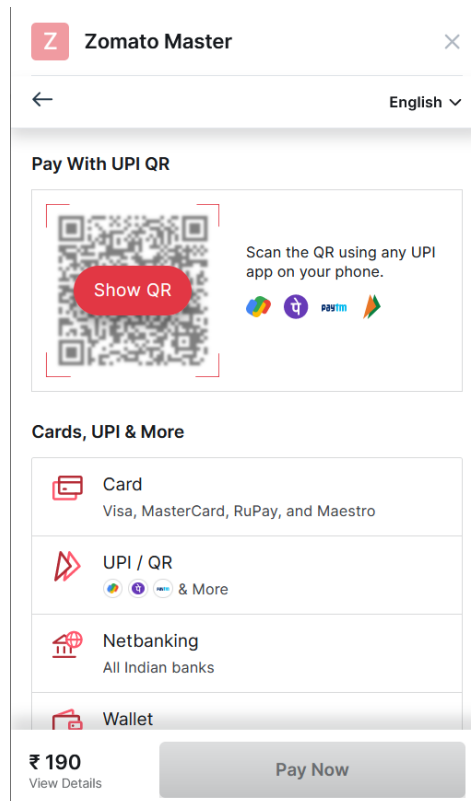 Z Zomato Master
English
Pay With UPI QR
Show QR
Scan the QR using any UPI
app on your phone.
पे paytm
Cards, UPI & More
Card
Visa, MasterCard, RuPay, and Maestro
UPI / QR
पे paytm & More
Netbanking
All Indian banks
Wallet
₹ 190
View Details
Pay Now